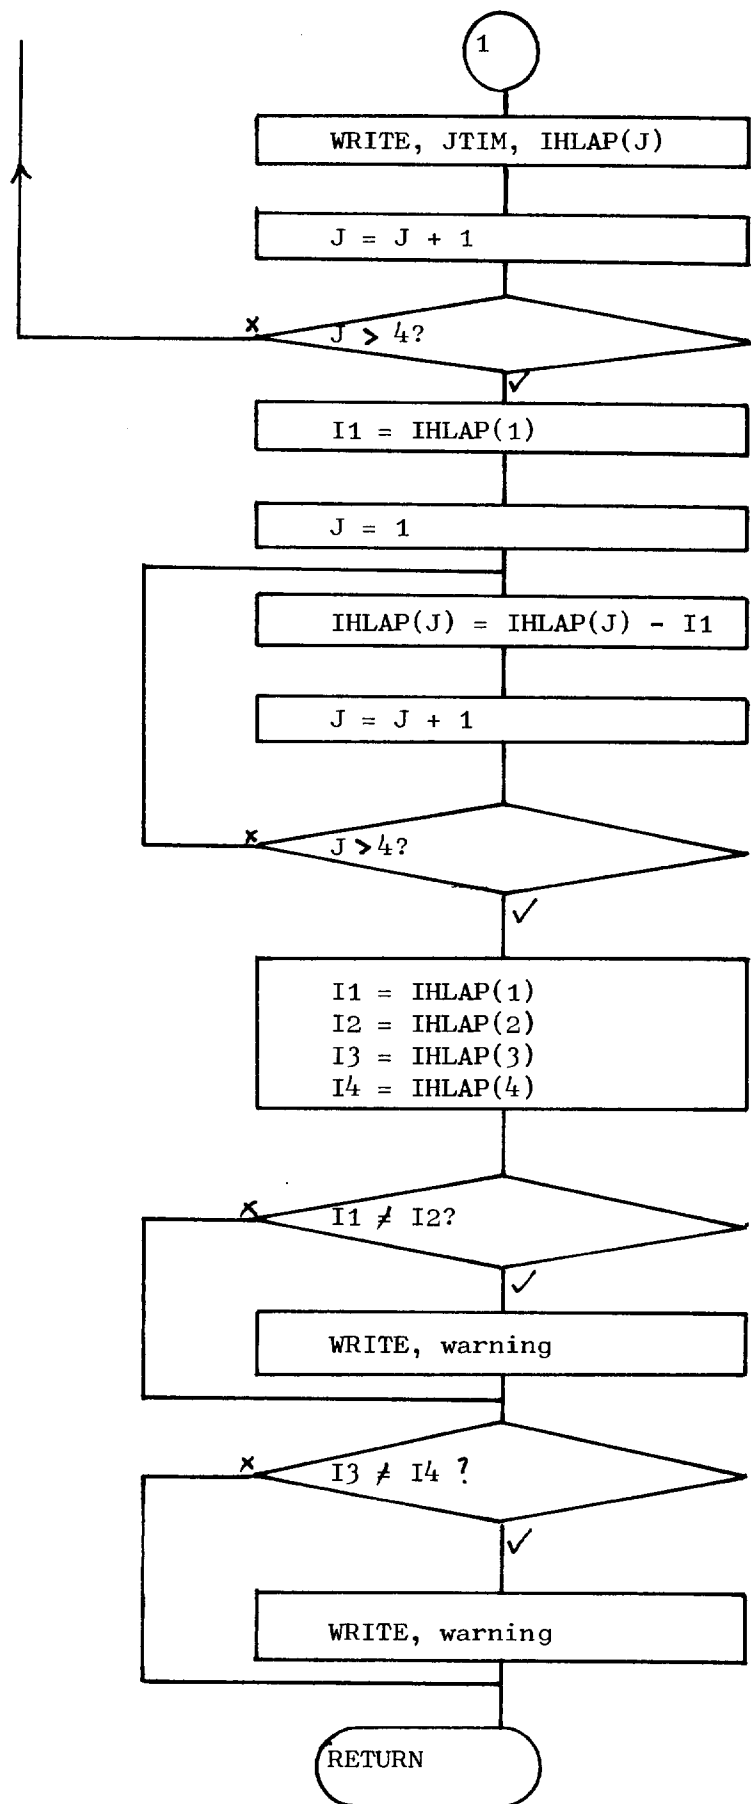 1
WRITE, JTIM, IHLAP(J)
J = J + 1
x
J > 4?
✓
I1 = IHLAP(1)
J = 1
IHLAP(J) = IHLAP(J) - I1
J = J + 1
x
J > 4?
✓
I1 = IHLAP(1)
I2 = IHLAP(2)
I3 = IHLAP(3)
I4 = IHLAP(4)
x
I1 ≠ I2?
✓
WRITE, warning
x
I3 ≠ I4 ?
✓
WRITE, warning
RETURN